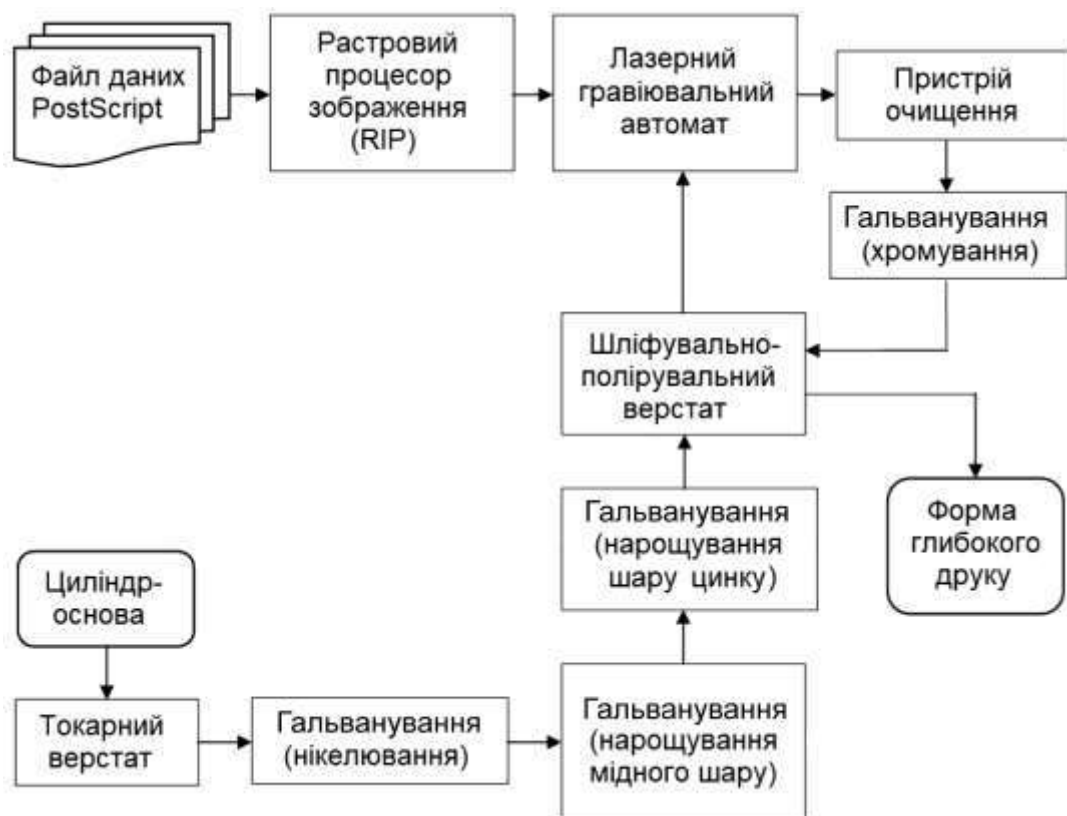 Файл даних
PostScript
Растровий
процесор
зображення
(RIP)
Лазерний
гравіювальний
автомат
Пристрій
очищення
Гальванування
(хромування)
Шліфувально-
полірувальний
верстат
Гальванування
(нарощування
шару цинку)
Форма
глибокого
друку
Циліндр-
основа
Токарний
верстат
Гальванування
(нікелювання)
Гальванування
(нарощування
мідного шару)